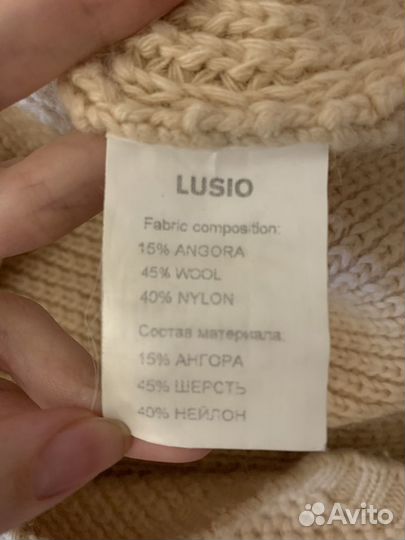 LUSIO
Fabric composition:
15% ANGORA
45% WOOL
40% NYLON
Состав материала:
15% АНГОРА
45% ШЕРСТЬ
40% НЕЙЛОН
Avito